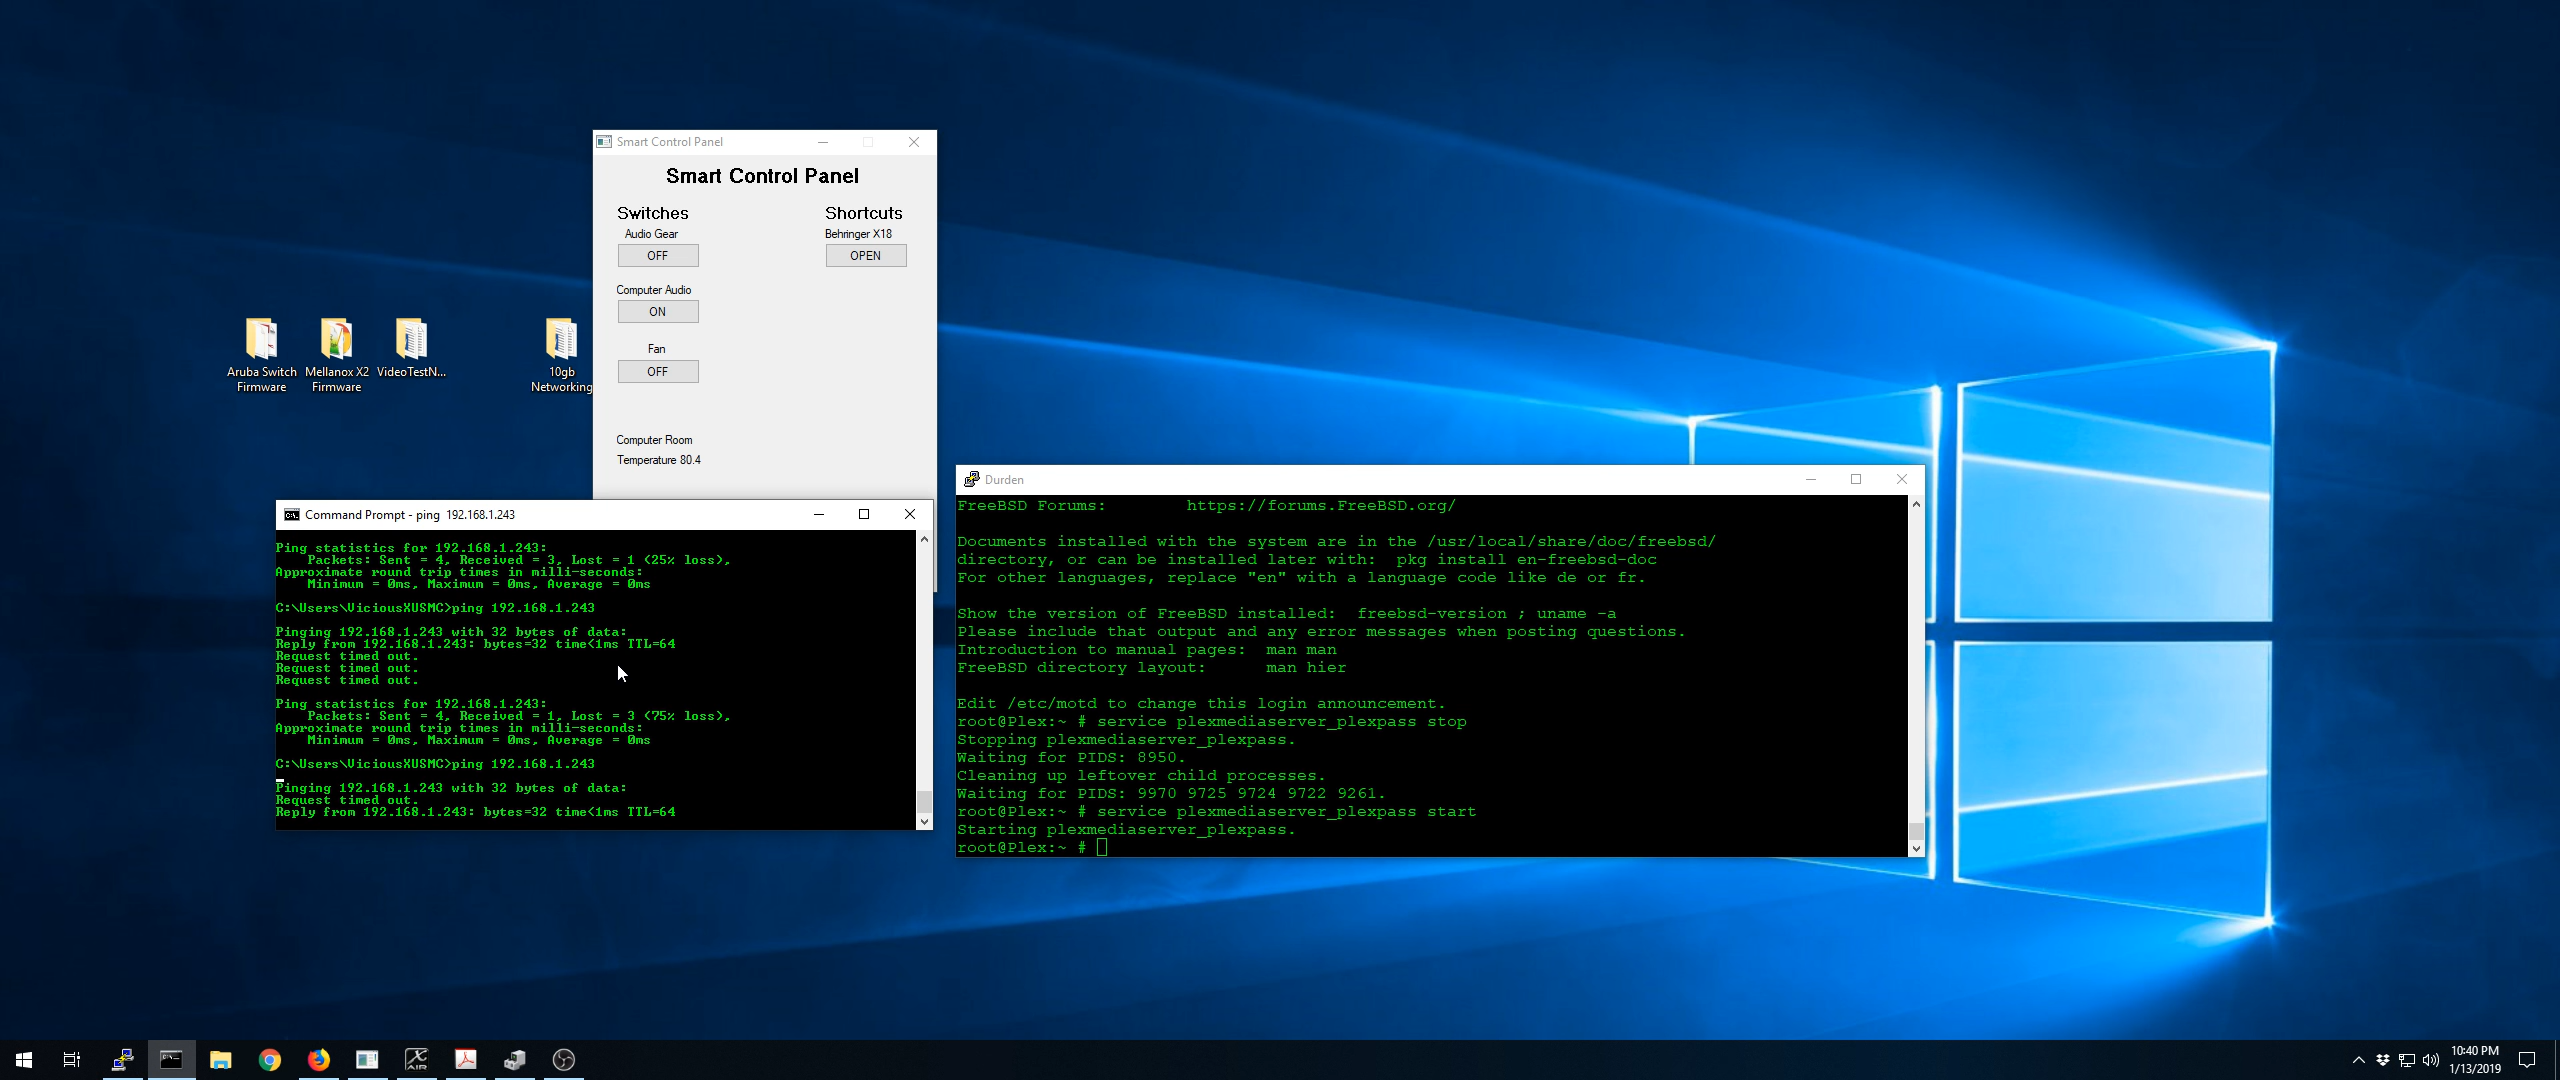 Smart Control Panel
Smart Control Panel
Switches
Shortcuts
Audio Gear
Behringer X18
OFF
OPEN
Computer Audio
ON
Fan
OFF
Computer Room
Temperature 80.4
Aruba Switch
Firmware
Mellanox X2
Firmware
VideoTestN...
10gb
Networking
Command Prompt - ping  192.168.1.243
Ping statistics for 192.168.1.243:
    Packets: Sent = 4, Received = 3, Lost = 1 (25% loss),
Approximate round trip times in milli-seconds:
    Minimum = 0ms, Maximum = 0ms, Average = 0ms
C:\Users\ViciousXUSMC>ping 192.168.1.243
Pinging 192.168.1.243 with 32 bytes of data:
Reply from 192.168.1.243: bytes=32 time<1ms TTL=64
Request timed out.
Request timed out.
Request timed out.
Ping statistics for 192.168.1.243:
    Packets: Sent = 4, Received = 1, Lost = 3 (75% loss),
Approximate round trip times in milli-seconds:
    Minimum = 0ms, Maximum = 0ms, Average = 0ms
C:\Users\ViciousXUSMC>ping 192.168.1.243
Pinging 192.168.1.243 with 32 bytes of data:
Request timed out.
Reply from 192.168.1.243: bytes=32 time<1ms TTL=64
Durden
FreeBSD Forums:        https://forums.FreeBSD.org/
Documents installed with the system are in the /usr/local/share/doc/freebsd/
directory, or can be installed later with:  pkg install en-freebsd-doc
For other languages, replace "en" with a language code like de or fr.
Show the version of FreeBSD installed:  freebsd-version ; uname -a
Please include that output and any error messages when posting questions.
Introduction to manual pages:  man man
FreeBSD directory layout:      man hier
Edit /etc/motd to change this login announcement.
root@Plex:~ # service plexmediaserver_plexpass stop
Stopping plexmediaserver_plexpass.
Waiting for PIDS: 8950.
Cleaning up leftover child processes.
Waiting for PIDS: 9970 9725 9724 9722 9261.
root@Plex:~ # service plexmediaserver_plexpass start
Starting plexmediaserver_plexpass.
root@Plex:~ #
X AIR
10:40 PM
1/13/2019